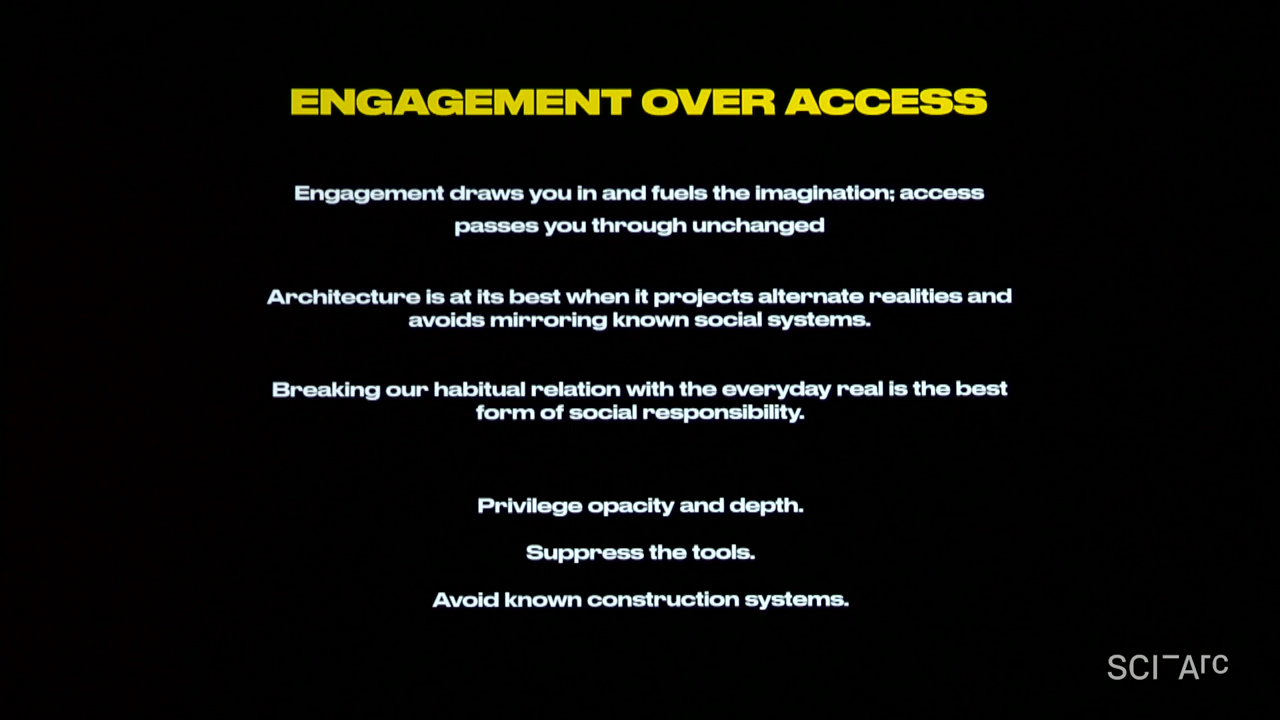 ENGAGEMENT OVER ACCESS
Engagement draws you in and fuels the imagination; access
passes you through unchanged
Architecture is at its best when it projects alternate realities and
avoids mirroring known social systems.
Breaking our habitual relation with the everyday real is the best
form of social responsibility.
Privilege opacity and depth.
Suppress the tools.
Avoid known construction systems.
SCI-Arc